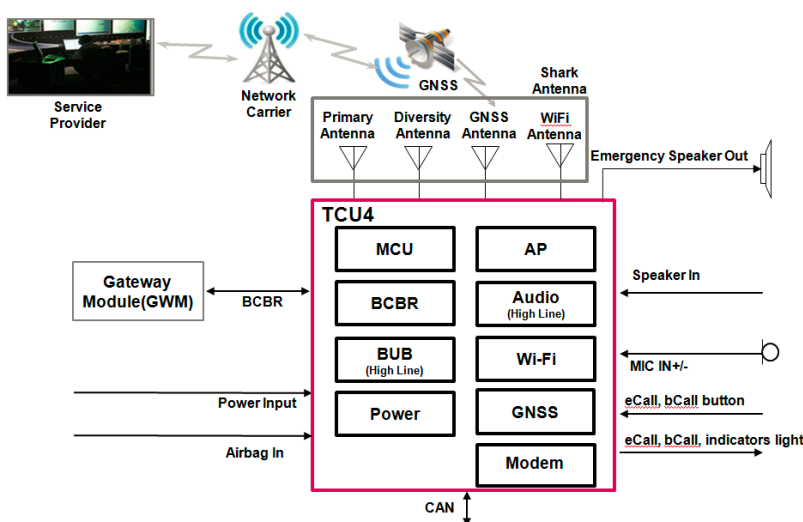 Service
Provider
Network
Carrier
GNSS
Shark
Antenna
Primary
Antenna
Diversity
Antenna
GNSS
Antenna
WiFi
Antenna
Emergency Speaker Out
TCU4
MCU
AP
Gateway
Module(GWM)
BCBR
BCBR
Audio
(High Line)
Speaker In
BUB
(High Line)
Wi-Fi
MIC IN+/-
Power Input
Power
GNSS
eCall, bCall button
Airbag In
Modem
eCall, bCall, indicators light
CAN